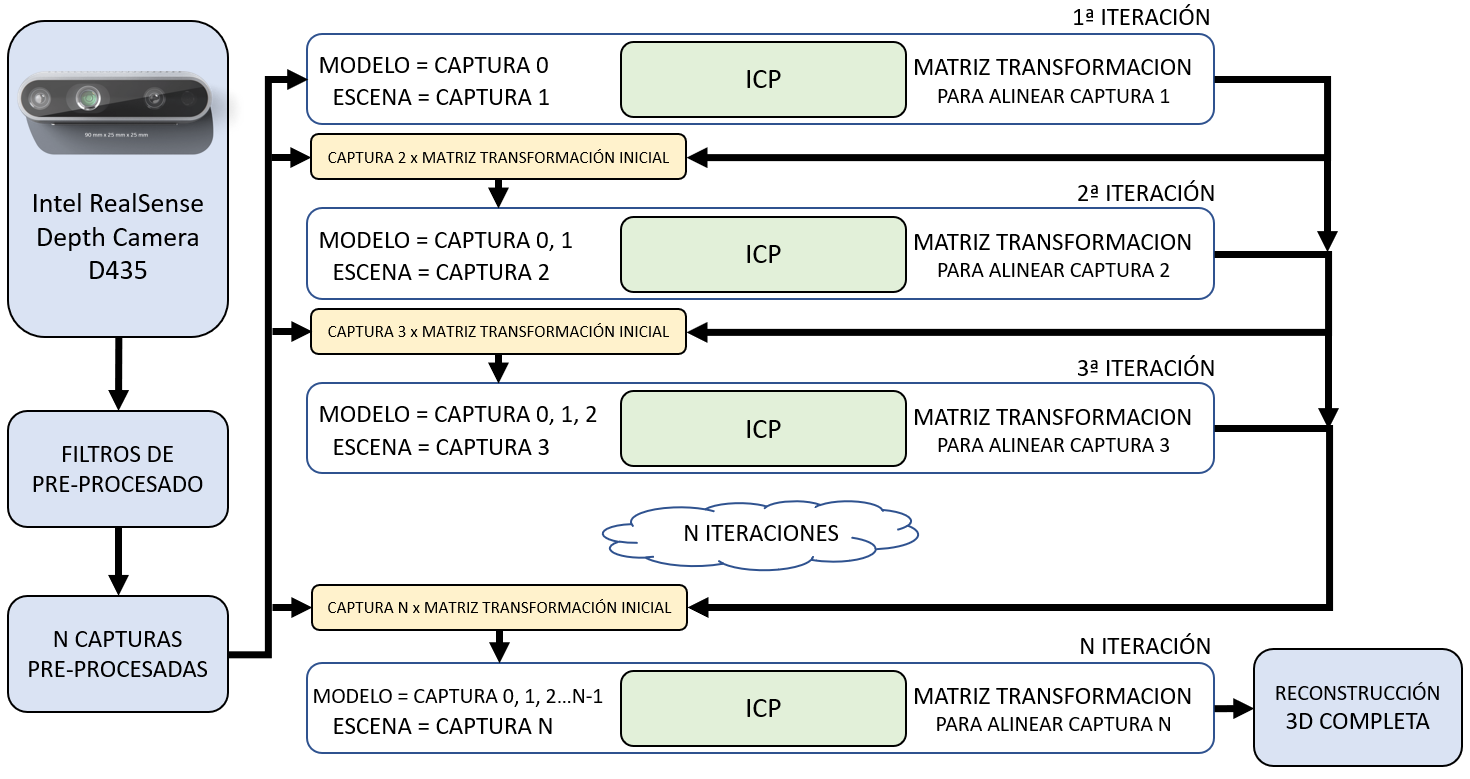 90 mm x 25 mm x 25 mm
Intel RealSense
Depth Camera
D435
FILTROS DE
PRE-PROCESADO
N CAPTURAS
PRE-PROCESADAS
1ª ITERACIÓN
MODELO = CAPTURA 0
ESCENA = CAPTURA 1
ICP
MATRIZ TRANSFORMACION
PARA ALINEAR CAPTURA 1
CAPTURA 2 x MATRIZ TRANSFORMACIÓN INICIAL
2ª ITERACIÓN
MODELO = CAPTURA 0, 1
ESCENA = CAPTURA 2
ICP
MATRIZ TRANSFORMACION
PARA ALINEAR CAPTURA 2
CAPTURA 3 x MATRIZ TRANSFORMACIÓN INICIAL
3ª ITERACIÓN
MODELO = CAPTURA 0, 1, 2
ESCENA = CAPTURA 3
ICP
MATRIZ TRANSFORMACION
PARA ALINEAR CAPTURA 3
N ITERACIONES
CAPTURA N x MATRIZ TRANSFORMACIÓN INICIAL
N ITERACIÓN
MODELO = CAPTURA 0, 1, 2...N-1
ESCENA = CAPTURA N
ICP
MATRIZ TRANSFORMACION
PARA ALINEAR CAPTURA N
RECONSTRUCCIÓN
3D COMPLETA